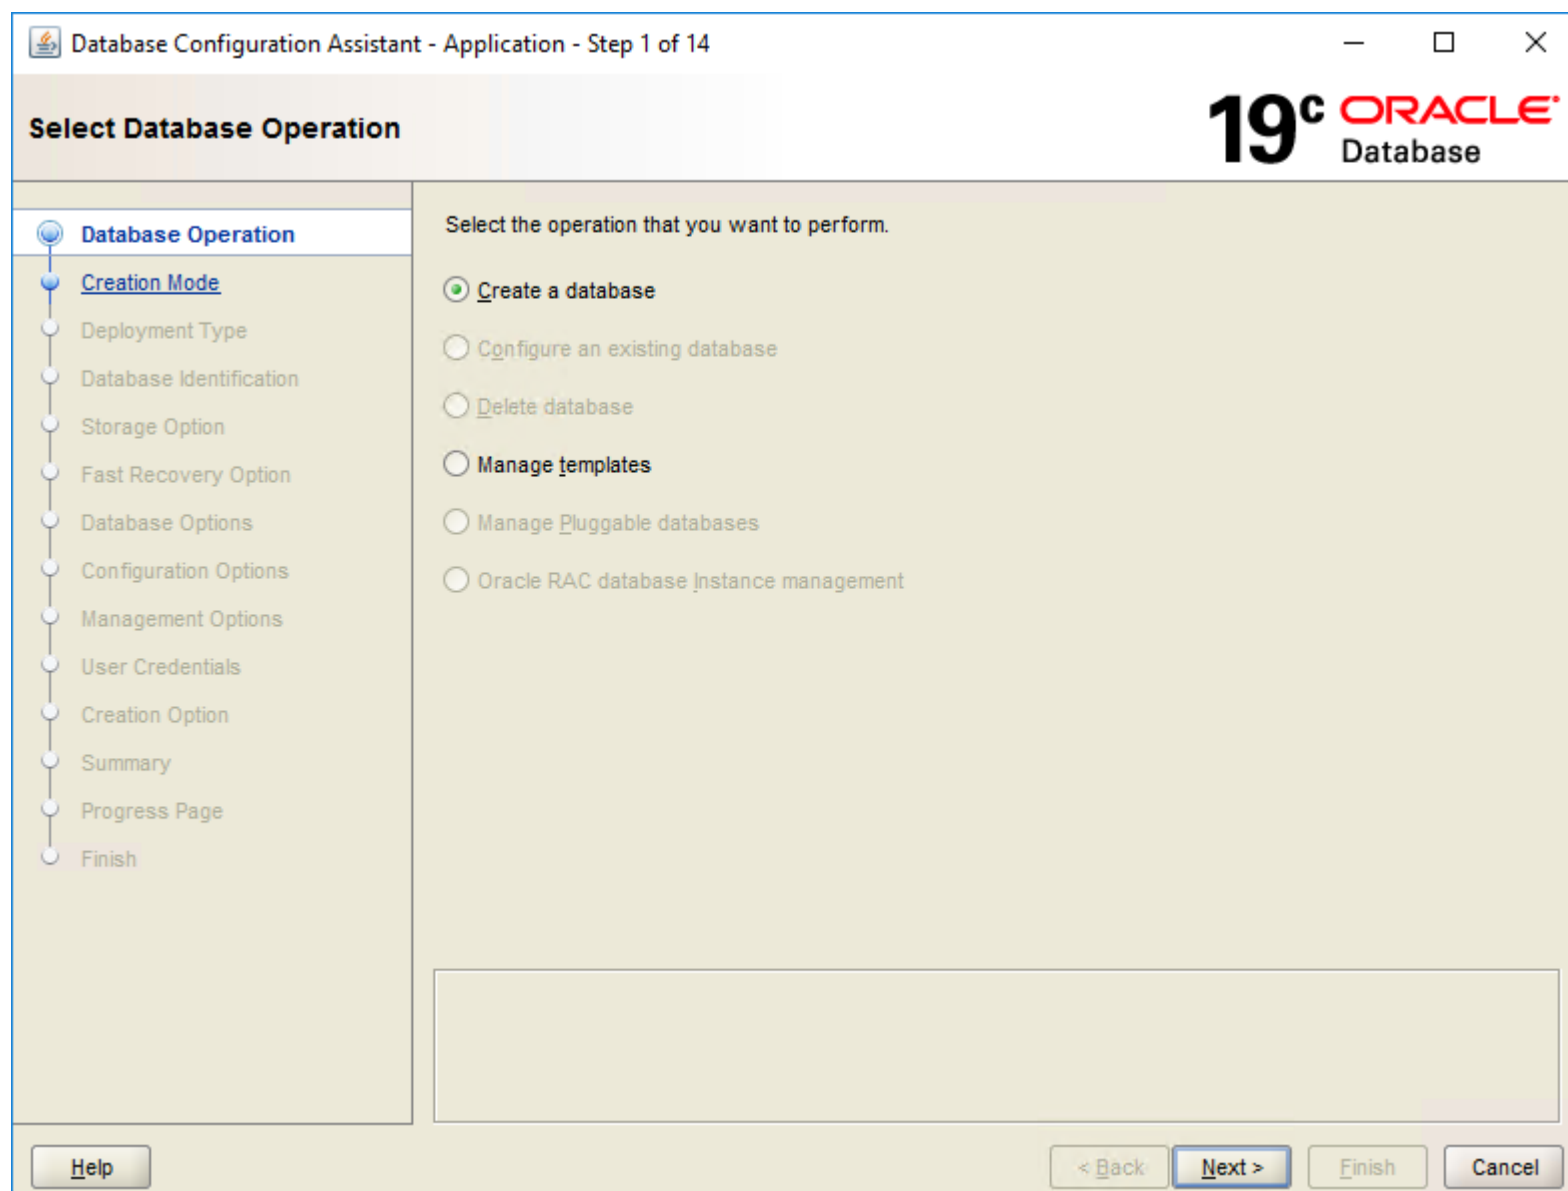 Database Configuration Assistant - Application - Step 1 of 14
Select Database Operation
19c ORACLE
Database
Database Operation
Creation Mode
Deployment Type
Database Identification
Storage Option
Fast Recovery Option
Database Options
Configuration Options
Management Options
User Credentials
Creation Option
Summary
Progress Page
Finish
Select the operation that you want to perform.
Create a database
Configure an existing database
Delete database
Manage templates
Manage Pluggable databases
Oracle RAC database Instance management
Help
< Back
Next >
Finish
Cancel